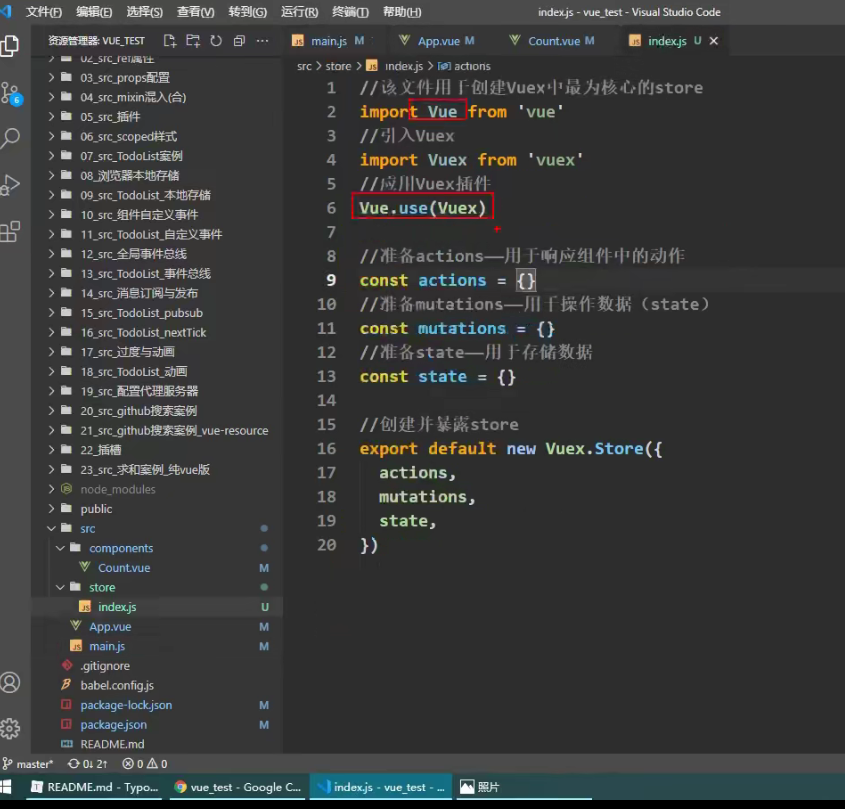 文件(F) 编辑(E) 选择(S) 查看(V) 转到(G) 运行(R) 终端(T) 帮助(H) index.js - vue_test - Visual Studio Code
资源管理器: VUE_TEST
main.js M App.vue M Count.vue M index.js U
src > store > index.js > actions
02_src_ref属性
03_src_props配置
04_src_mixin混入(合)
05_src_插件
06_src_scoped样式
07_src_TodoList案例
08_浏览器本地存储
09_src_TodoList_本地存储
10_src_组件自定义事件
11_src_TodoList_自定义事件
12_src_全局事件总线
13_src_TodoList_事件总线
14_src_消息订阅与发布
15_src_TodoList_pubsub
16_src_TodoList_nextTick
17_src_过度与动画
18_src_TodoList_动画
19_src_配置代理服务器
20_src_github搜索案例
21_src_github搜索案例_vue-resource
22_src_插槽
23_src_求和案例_纯vue版
node_modules
public
src
components
Count.vue M
store
index.js U
App.vue M
main.js M
.gitignore
babel.config.js
package-lock.json M
package.json M
README.md
1 //该文件用于创建Vuex中最为核心的store
2 import Vue from 'vue'
3 //引入Vuex
4 import Vuex from 'vuex'
5 //应用Vuex插件
6 Vue.use(Vuex)
7
8 //准备actions——用于响应组件中的动作
9 const actions = {}
10 //准备mutations——用于操作数据（state）
11 const mutations = {}
12 //准备state——用于存储数据
13 const state = {}
14
15 //创建并暴露store
16 export default new Vuex.Store({
17 actions,
18 mutations,
19 state,
20 })
6
master* 0↓ 2↑ 0 0
README.md - Typo... vue_test - Google C... index.js - vue_test - ... 照片